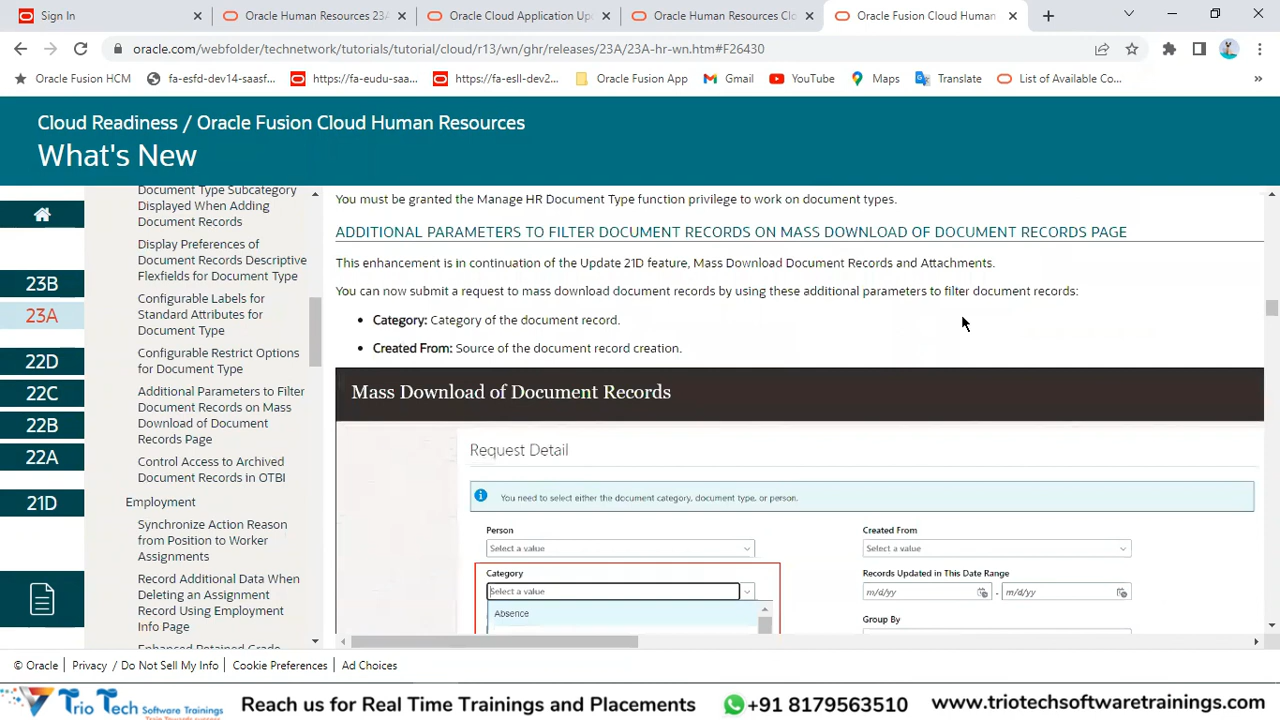 Sign In
Oracle Human Resources 23A
Oracle Cloud Application Up
Oracle Human Resources Clo
Oracle Fusion Cloud Human
oracle.com/webfolder/technetwork/tutorials/tutorial/cloud/r13/wn/ghr/releases/23A/23A-hr-wn.htm#F26430
Oracle Fusion HCM
fa-esfd-dev14-saasf...
https://fa-eudu-saa...
https://fa-esll-dev2...
Oracle Fusion App
Gmail
YouTube
Maps
Translate
List of Available Co...
»
Cloud Readiness / Oracle Fusion Cloud Human Resources
What's New
23B
23A
22D
22C
22B
22A
21D
Document Type Subcategory
Displayed When Adding
Document Records
Display Preferences of
Document Records Descriptive
Flexfields for Document Type
Configurable Labels for
Standard Attributes for
Document Type
Configurable Restrict Options
for Document Type
Additional Parameters to Filter
Document Records on Mass
Download of Document
Records Page
Control Access to Archived
Document Records in OTBI
Employment
Synchronize Action Reason
from Position to Worker
Assignments
Record Additional Data When
Deleting an Assignment
Record Using Employment
Info Page
Enhanced Retained Grade
You must be granted the Manage HR Document Type function privilege to work on document types.
ADDITIONAL PARAMETERS TO FILTER DOCUMENT RECORDS ON MASS DOWNLOAD OF DOCUMENT RECORDS PAGE
This enhancement is in continuation of the Update 21D feature, Mass Download Document Records and Attachments.
You can now submit a request to mass download document records by using these additional parameters to filter document records:
• Category: Category of the document record.
• Created From: Source of the document record creation.
Mass Download of Document Records
Request Detail
You need to select either the document category, document type, or person.
Person
Select a value
Created From
Select a value
Category
Select a value
Absence
Records Updated in This Date Range
m/d/yy - m/d/yy
Group By
© Oracle | Privacy / Do Not Sell My Info | Cookie Preferences | Ad Choices
Trio Tech Software Trainings
Reach us for Real Time Trainings and Placements
+91 8179563510
www.triotechsoftwaretrainings.com